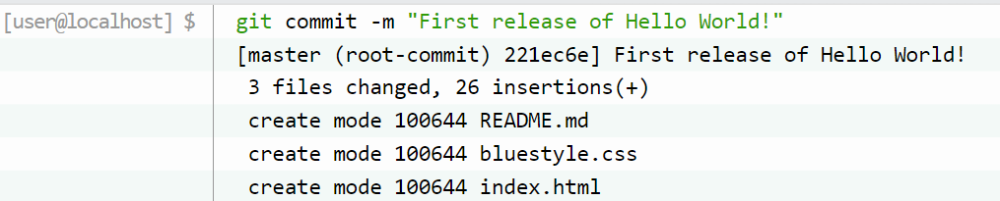 [user@localhost] $ git commit -m "First release of Hello World!"
[master (root-commit) 221ec6e] First release of Hello World!
3 files changed, 26 insertions(+)
create mode 100644 README.md
create mode 100644 bluestyle.css
create mode 100644 index.html